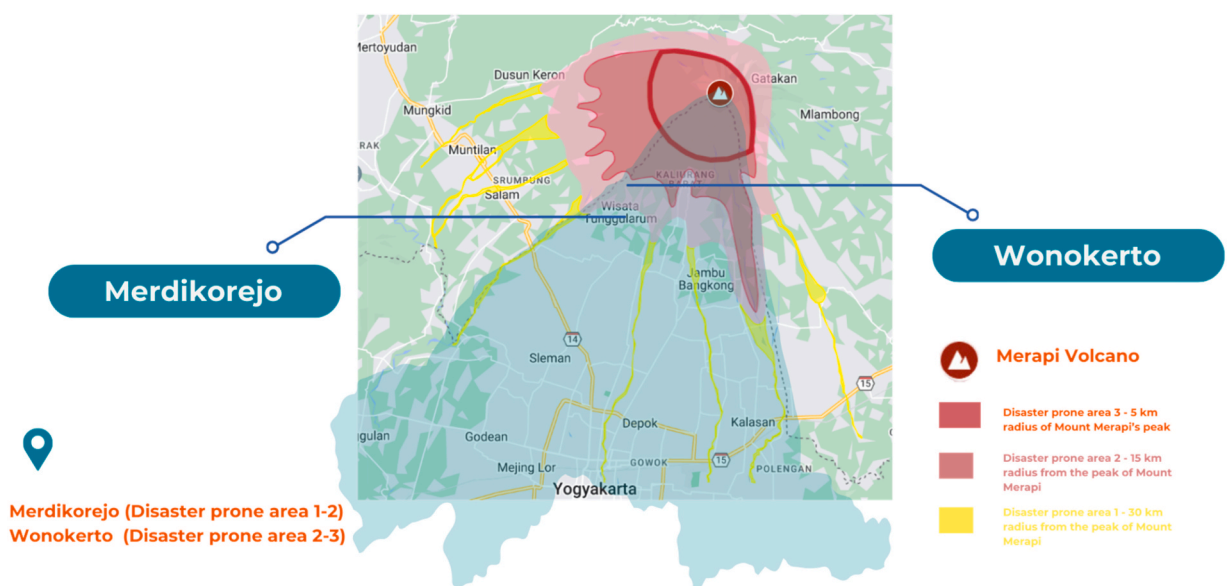 Mertoyudan
Dusun Keron
Gatakan
Mungkid
Mlambong
RAK
Muntilan
SRUMPUNG
Salam
KALIURANG
Wisata
Tunggularum
Wonokerto
Merdikorejo
Jambu
Bangkong
14
Sleman
Merapi Volcano
15
Disaster prone area 3 - 5 km
radius of Mount Merapi's peak
Depok
Kalasan
gulan
Godean
Disaster prone area 2 - 15 km
radius from the peak of Mount
Merapi
Mejing Lor
GOWOK
15
POLENGAN
Yogyakarta
Merdikorejo (Disaster prone area 1-2)
Wonokerto (Disaster prone area 2-3)
Disaster prone area 1 - 30 km
radius from the peak of Mount
Merapi